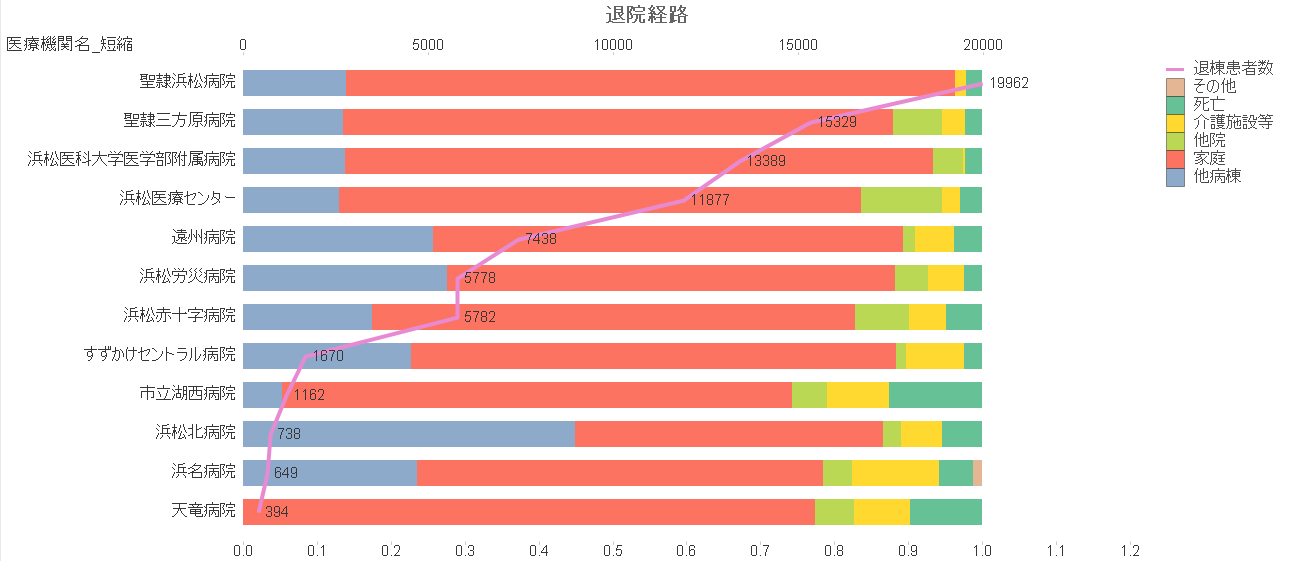 退院経路
医療機関名_短縮
0 5000 10000 15000 20000
聖隷浜松病院 19962
聖隷三方原病院 15329
浜松医科大学医学部附属病院 13389
浜松医療センター 11877
遠州病院 7438
浜松労災病院 5778
浜松赤十字病院 5782
すずかけセントラル病院 1670
市立湖西病院 1162
浜松北病院 738
浜名病院 649
天竜病院 394
0.0 0.1 0.2 0.3 0.4 0.5 0.6 0.7 0.8 0.9 1.0 1.1 1.2
退棟患者数
その他
死亡
介護施設等
他院
家庭
他病棟